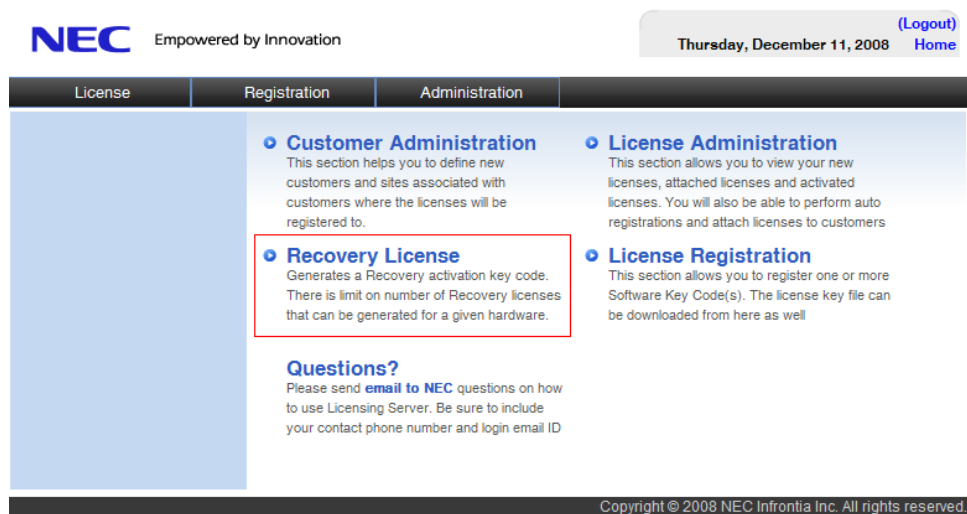 NEC Empowered by Innovation
(Logout)
Thursday, December 11, 2008 Home
License Registration Administration
Customer Administration
This section helps you to define new
customers and sites associated with
customers where the licenses will be
registered to.
License Administration
This section allows you to view your new
licenses, attached licenses and activated
licenses. You will also be able to perform auto
registrations and attach licenses to customers
Recovery License
Generates a Recovery activation key code.
There is limit on number of Recovery licenses
that can be generated for a given hardware.
License Registration
This section allows you to register one or more
Software Key Code(s). The license key file can
be downloaded from here as well
Questions?
Please send email to NEC questions on how
to use Licensing Server. Be sure to include
your contact phone number and login email ID
Copyright © 2008 NEC Infrontia Inc. All rights reserved.